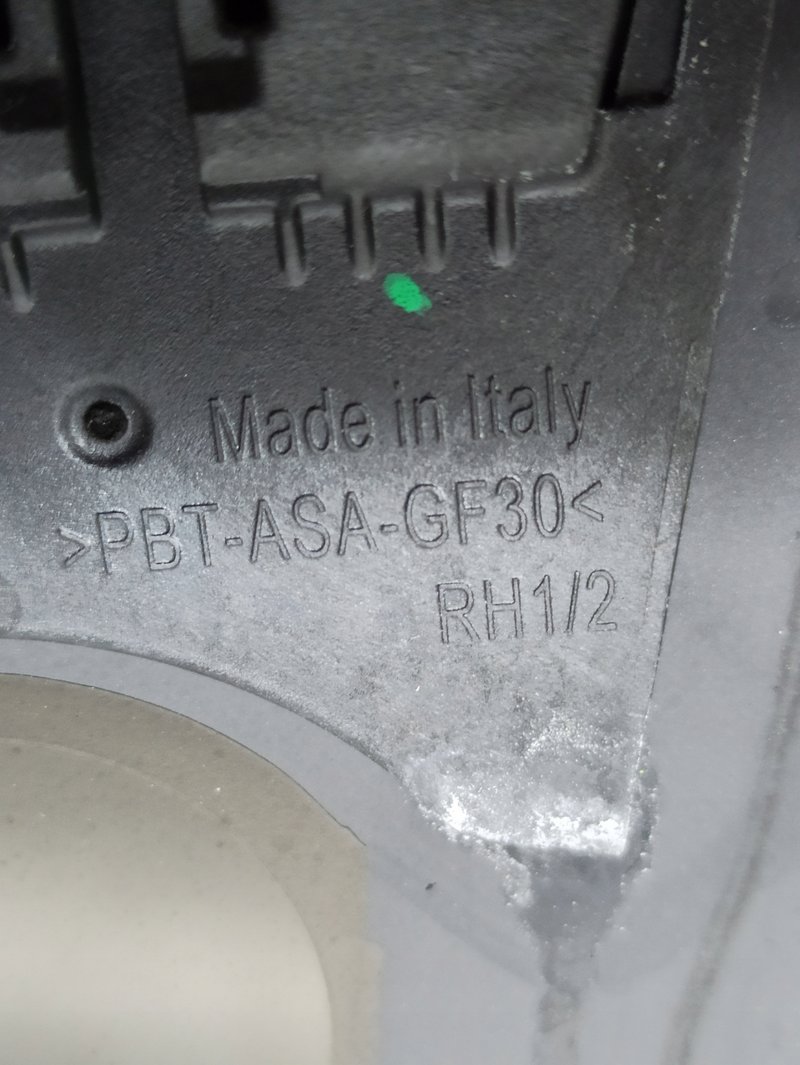 Made in Italy
>PBT-ASA-GF30<
RH1/2